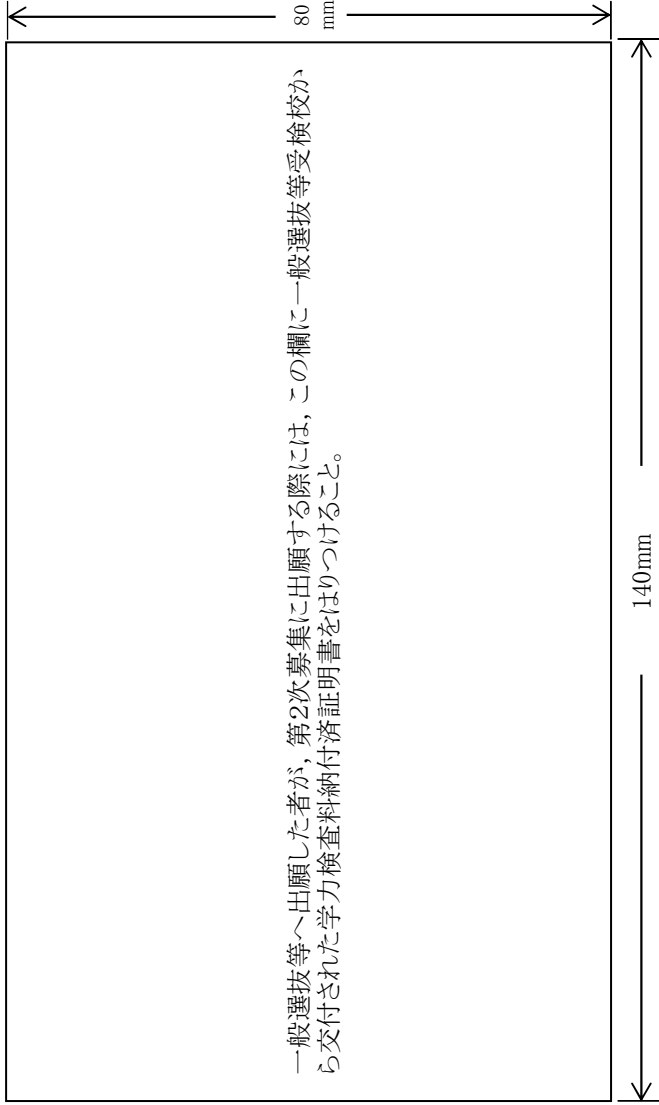 一般選抜等へ出願した者が，第2次募集に出願する際には，この欄に一般選抜等受検校か
ら交付された学力検査料納付済証明書をはりつけること。
80
mm
140mm